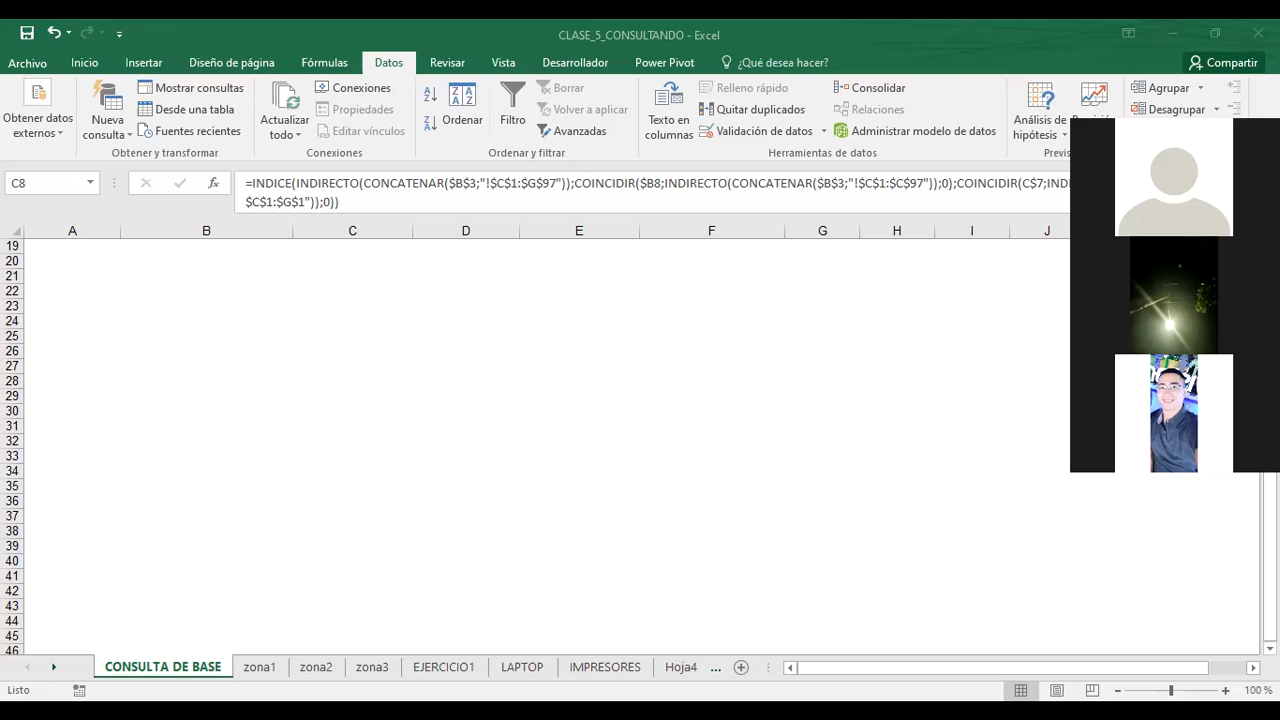 CLASE_5_CONSULTANDO - Excel
Archivo Inicio Insertar Diseño de página Fórmulas Datos Revisar Vista Desarrollador Power Pivot ¿Qué desea hacer? Compartir
Obtener datos externos
Nueva consulta
Mostrar consultas
Desde una tabla
Fuentes recientes
Obtener y transformar
Actualizar todo
Conexiones
Propiedades
Editar vínculos
Conexiones
Ordenar
Filtro
Borrar
Volver a aplicar
Avanzadas
Ordenar y filtrar
Texto en columnas
Relleno rápido
Quitar duplicados
Validación de datos
Consolidar
Relaciones
Administrar modelo de datos
Herramientas de datos
Análisis de hipótesis
Agrupar
Desagrupar
C8
=INDICE(INDIRECTO(CONCATENAR($B$3;"!$C$1:$G$97"));COINCIDIR($B8;INDIRECTO(CONCATENAR($B$3;"!$C$1:$C$97"));0);COINCIDIR(C$7;
$C$1:$G$1"));0))
A B C D E F G H I J
19
20
21
22
23
24
25
26
27
28
29
30
31
32
33
34
35
36
37
38
39
40
41
42
43
44
45
46
CONSULTA DE BASE zona1 zona2 zona3 EJERCICIO1 LAPTOP IMPRESORES Hoja4 ...
Listo 100 %